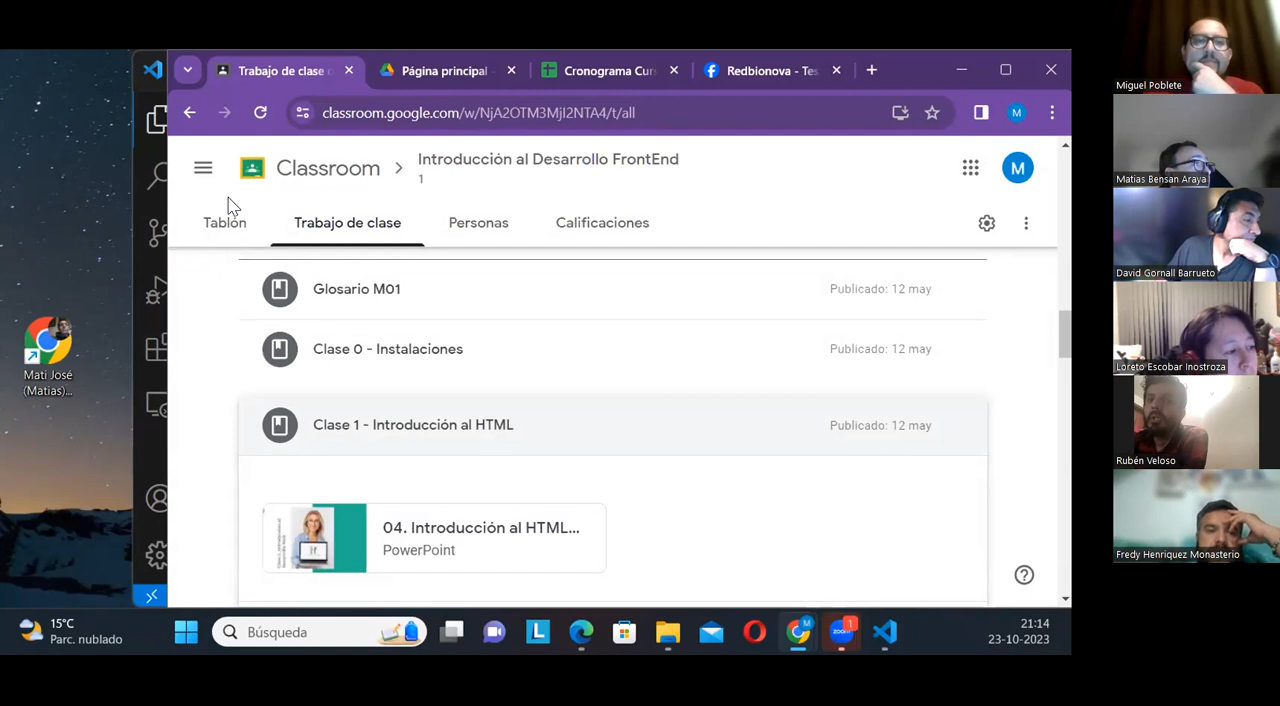 Trabajo de clase
Página principal
Cronograma Cur
Redbionova - Tes
classroom.google.com/w/NjA2OTM3MjI2NTA4/t/all
M
Classroom
Introducción al Desarrollo FrontEnd
1
M
Tablón
Trabajo de clase
Personas
Calificaciones
Glosario M01
Publicado: 12 may
Clase 0 - Instalaciones
Publicado: 12 may
Clase 1 - Introducción al HTML
Publicado: 12 may
04. Introducción al HTML...
PowerPoint
Mati José
(Matias)...
15°C
Parc. nublado
Búsqueda
L
M
zoom
1
21:14
23-10-2023
Miguel Poblete
Matias Bensan Araya
David Gornall Barrueto
Loreto Escobar Inostroza
Rubén Veloso
Fredy Henriquez Monasterio